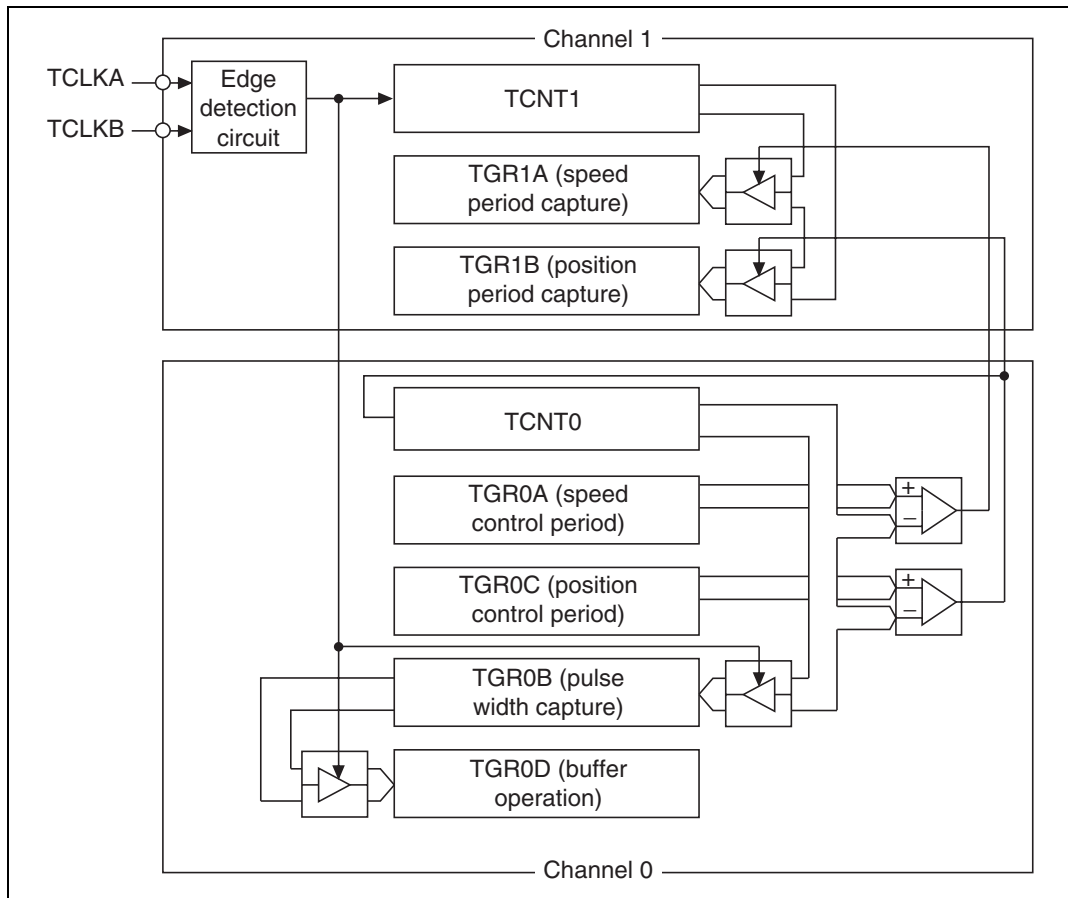 Channel 1
TCLKA
TCLKB
Edge
detection
circuit
TCNT1
TGR1A (speed
period capture)
TGR1B (position
period capture)
TCNT0
TGR0A (speed
control period)
+
−
TGR0C (position
control period)
+
−
TGR0B (pulse
width capture)
TGR0D (buffer
operation)
Channel 0